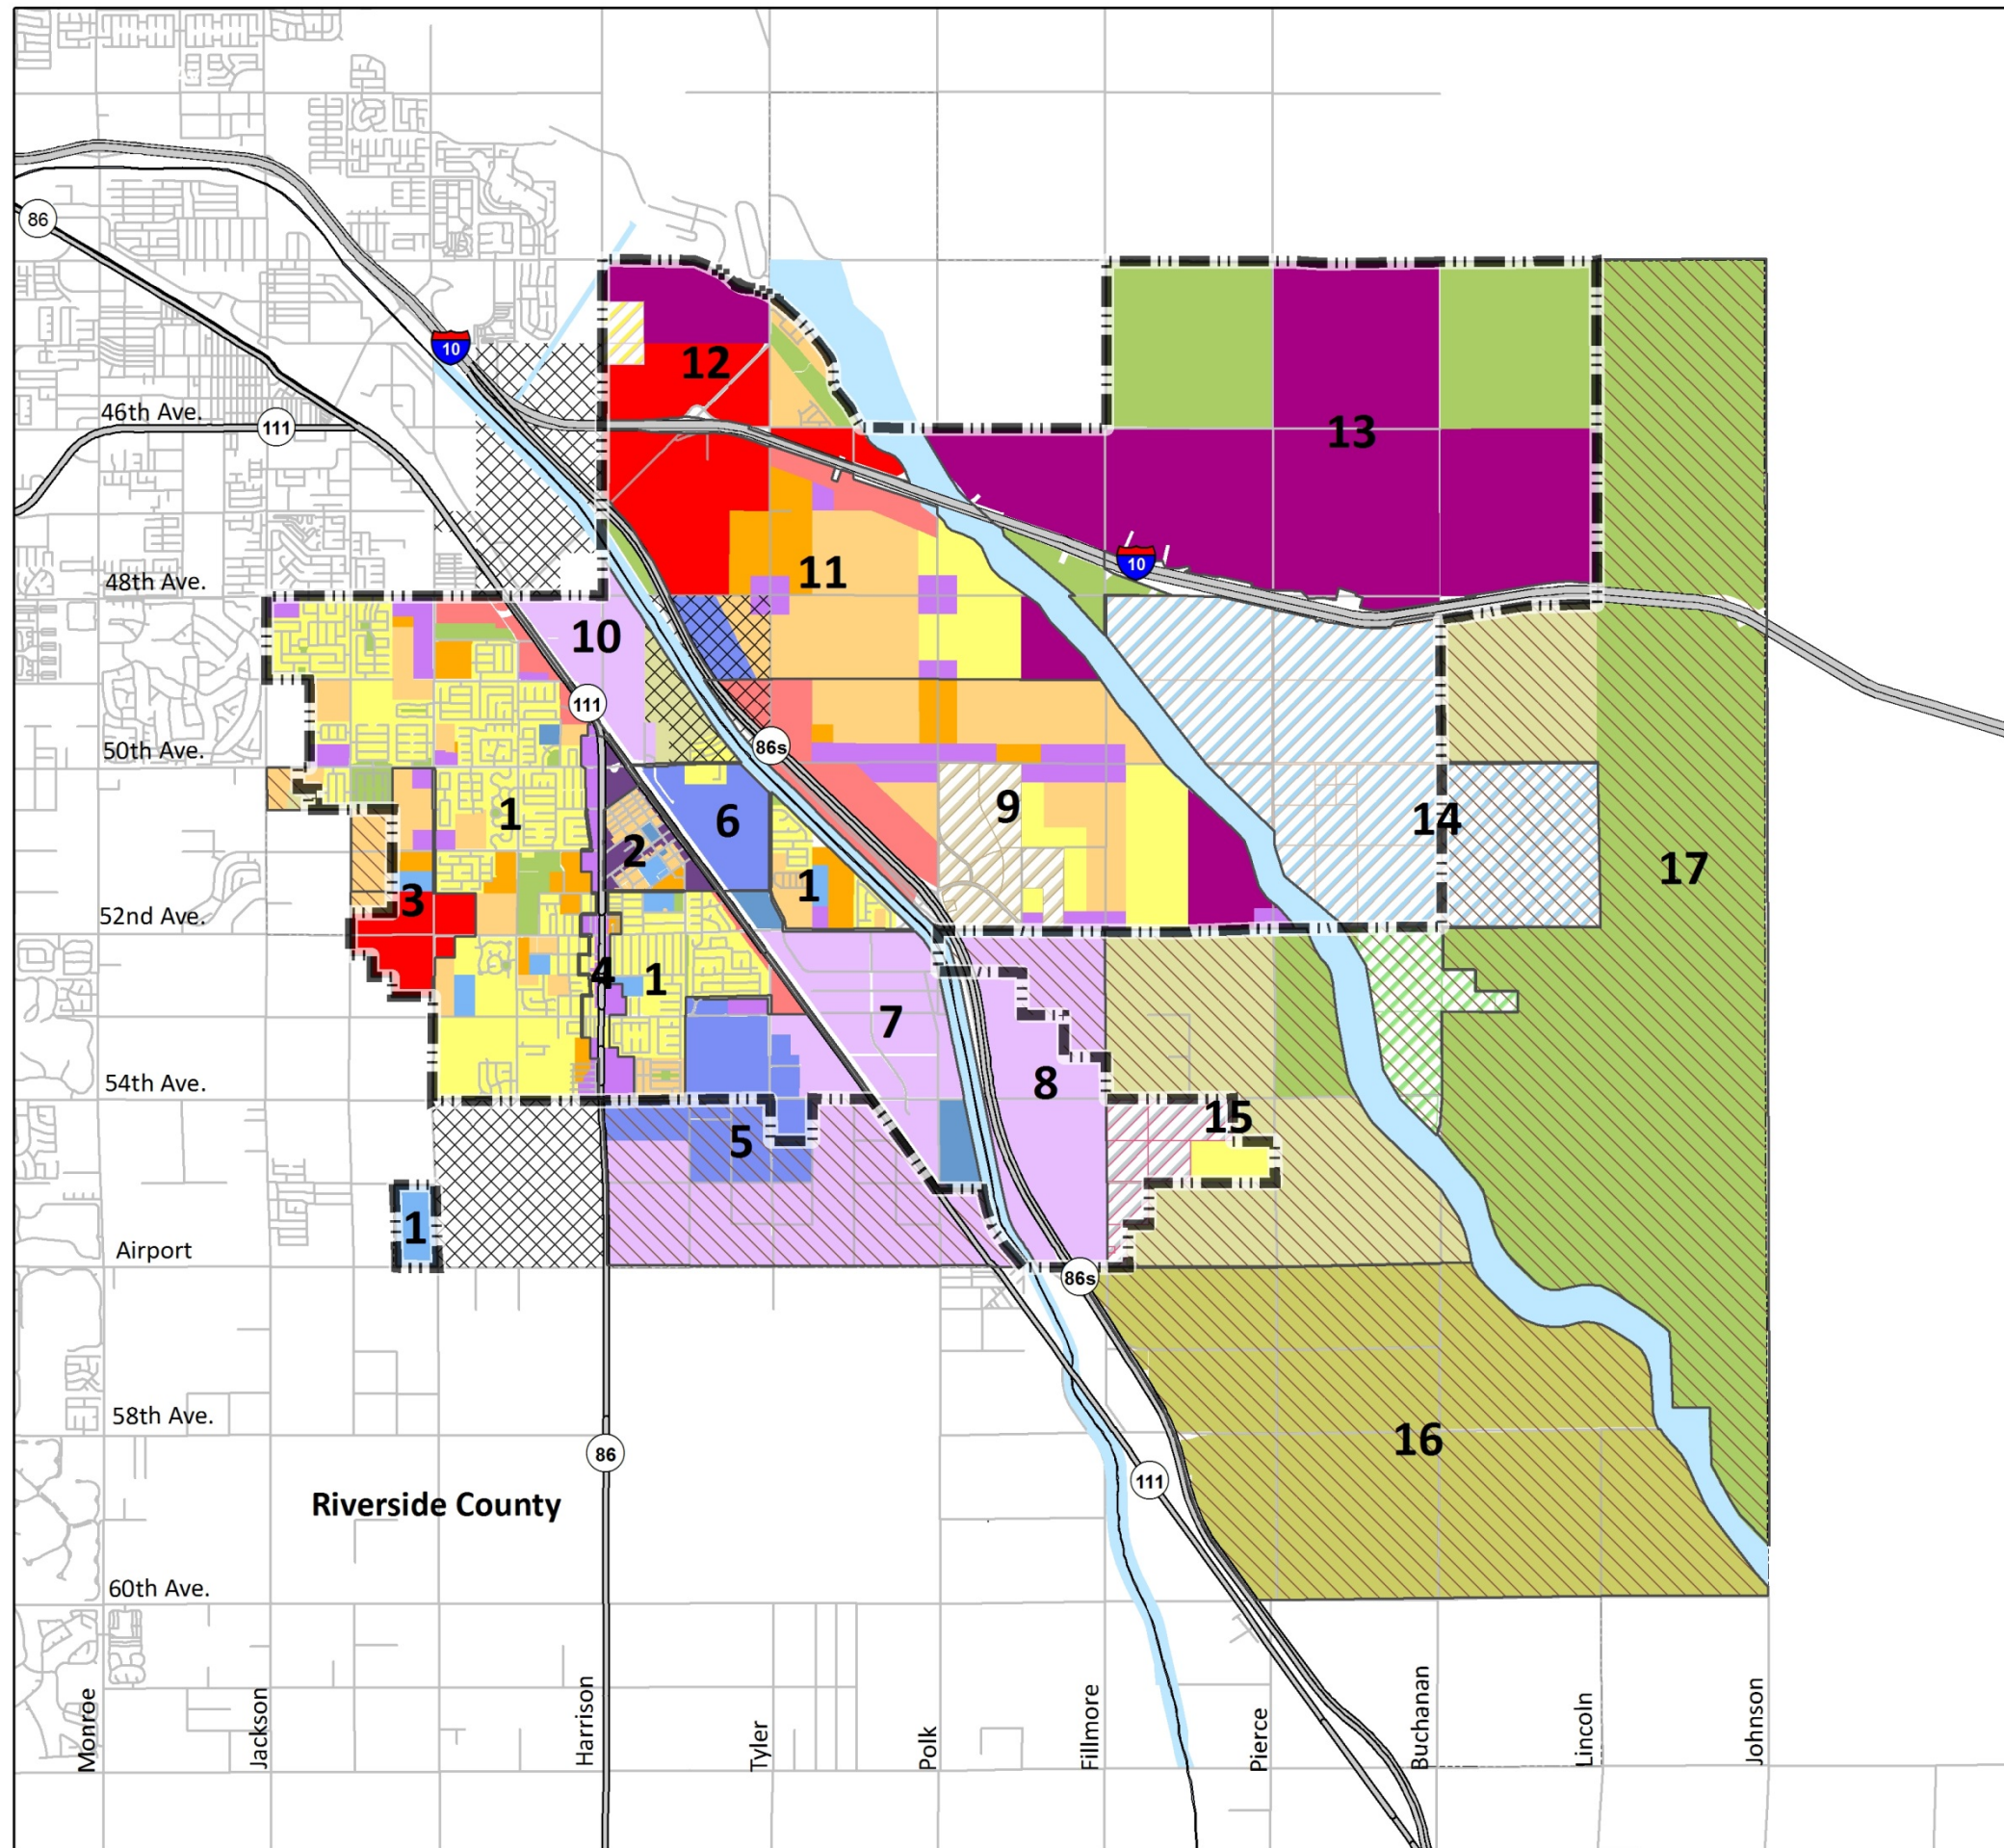 86
10
46th Ave.
111
12
13
48th Ave.
11
10
10
111
50th Ave.
86s
1
2
6
9
14
17
1
3
52nd Ave.
4
1
7
54th Ave.
8
15
5
1
Airport
86s
58th Ave.
16
86
111
Riverside County
60th Ave.
Monroe
Jackson
Harrison
Tyler
Polk
Fillmore
Pierce
Buchanan
Lincoln
Johnson